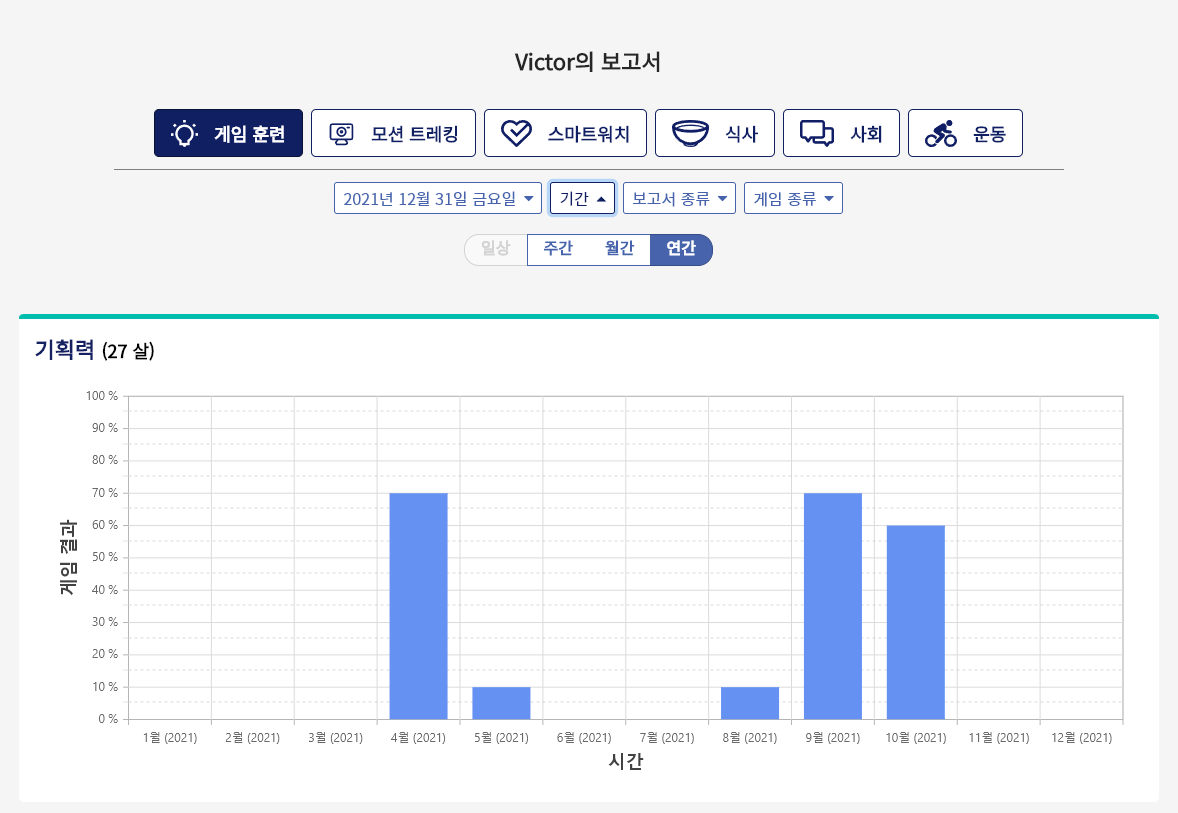 Victor의 보고서
게임 훈련 모션 트레킹 스마트워치 식사 사회 운동
2021년 12월 31일 금요일 기간 보고서 종류 게임 종류
일상 주간 월간 연간
기획력 (27 살)
100 %
90 %
80 %
70 %
60 %
50 %
40 %
30 %
20 %
10 %
0 %
게임 결과
1월 (2021) 2월 (2021) 3월 (2021) 4월 (2021) 5월 (2021) 6월 (2021) 7월 (2021) 8월 (2021) 9월 (2021) 10월 (2021) 11월 (2021) 12월 (2021)
시간